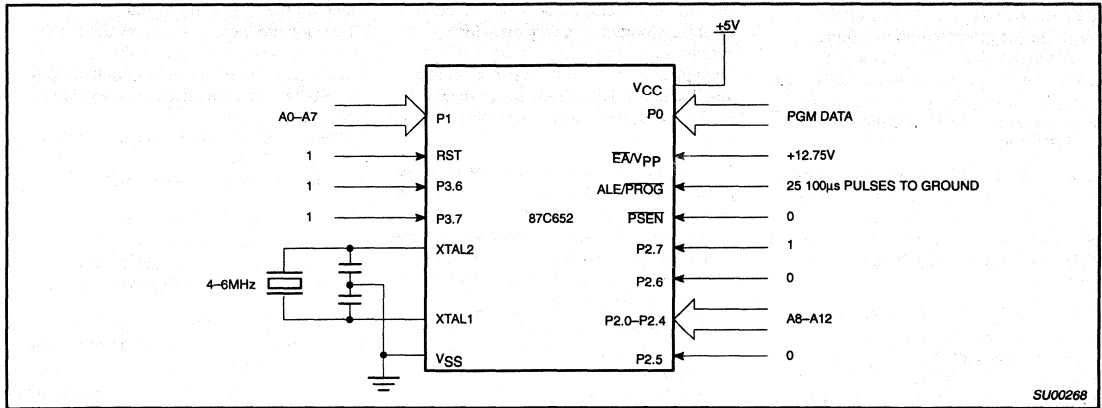 +5V
VCC
A0–A7
P1
P0
PGM DATA
1
RST
EA/VPP
+12.75V
1
P3.6
ALE/PROG
25 100µs PULSES TO GROUND
1
P3.7
87C652
PSEN
0
XTAL2
P2.7
1
4–6MHz
P2.6
0
XTAL1
P2.0–P2.4
A8–A12
VSS
P2.5
0
SU00268